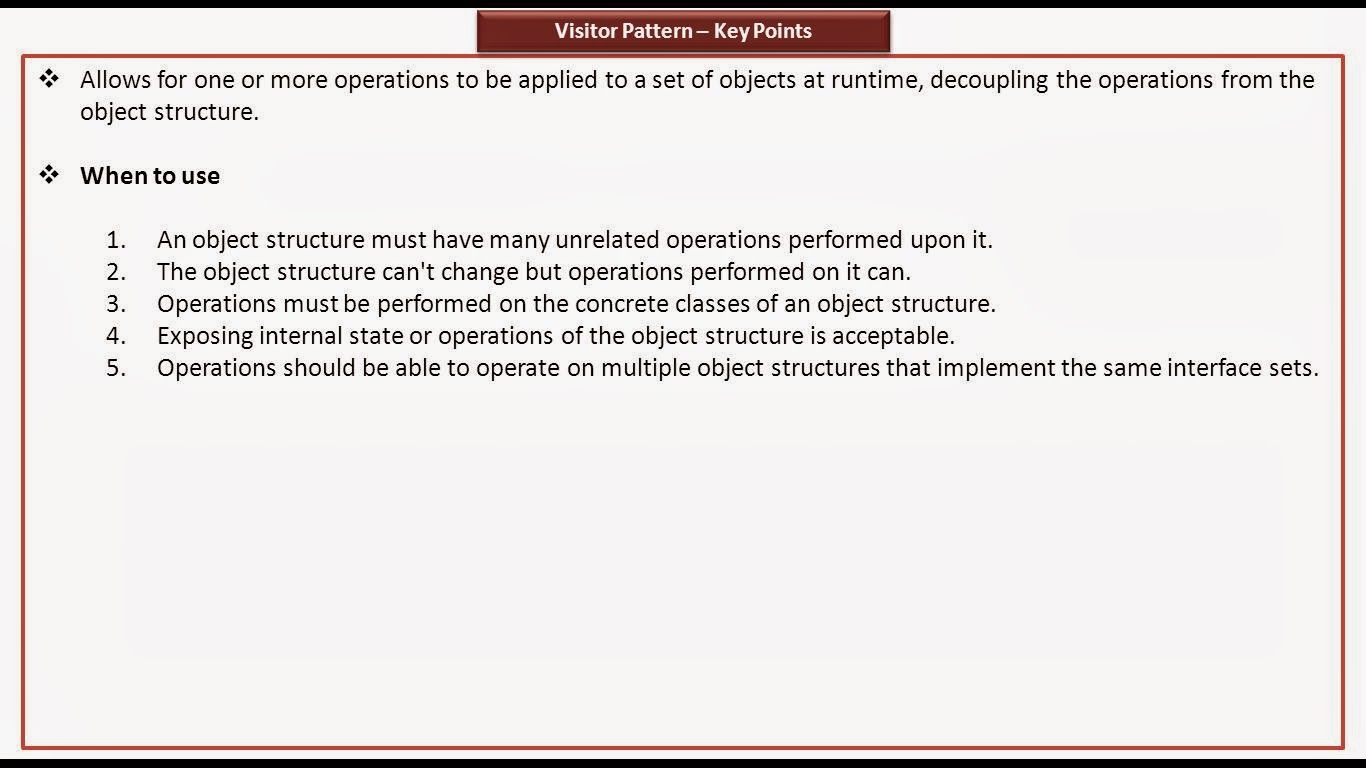 Visitor Pattern – Key Points
❖ Allows for one or more operations to be applied to a set of objects at runtime, decoupling the operations from the
object structure.
❖ When to use
1. An object structure must have many unrelated operations performed upon it.
2. The object structure can't change but operations performed on it can.
3. Operations must be performed on the concrete classes of an object structure.
4. Exposing internal state or operations of the object structure is acceptable.
5. Operations should be able to operate on multiple object structures that implement the same interface sets.